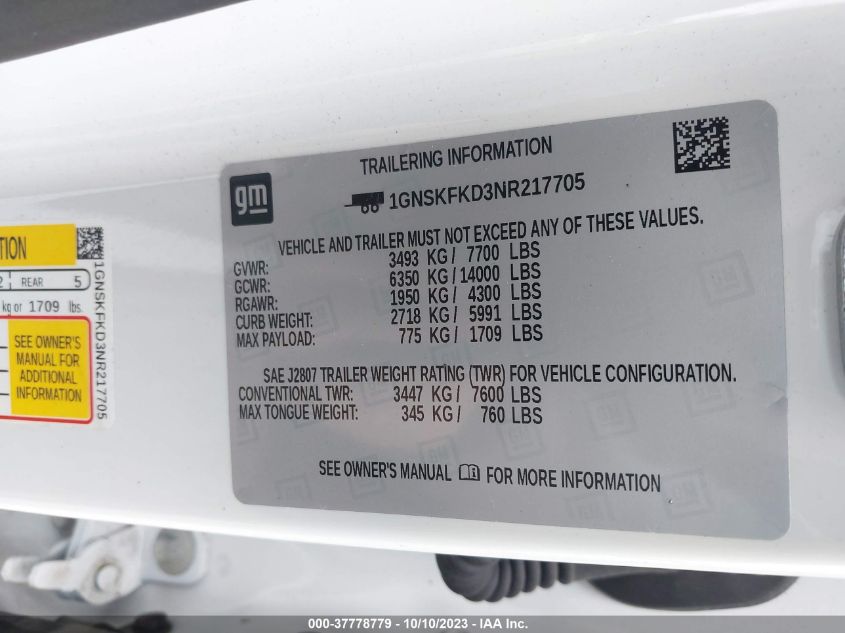 TRAILERING INFORMATION
gm
1GNSKFKD3NR217705
VEHICLE AND TRAILER MUST NOT EXCEED ANY OF THESE VALUES.
GVWR: 3493 KG / 7700 LBS
GCWR: 6350 KG / 14000 LBS
RGAWR: 1950 KG / 4300 LBS
CURB WEIGHT: 2718 KG / 5991 LBS
MAX PAYLOAD: 775 KG / 1709 LBS
SAE J2807 TRAILER WEIGHT RATING (TWR) FOR VEHICLE CONFIGURATION.
CONVENTIONAL TWR: 3447 KG / 7600 LBS
MAX TONGUE WEIGHT: 345 KG / 760 LBS
SEE OWNER'S MANUAL FOR MORE INFORMATION
TION
2 REAR 5
kg or 1709 lbs.
SEE OWNER'S
MANUAL FOR
ADDITIONAL
INFORMATION
1GNSKFKD3NR217705
000-37778779 - 10/10/2023 - IAA Inc.